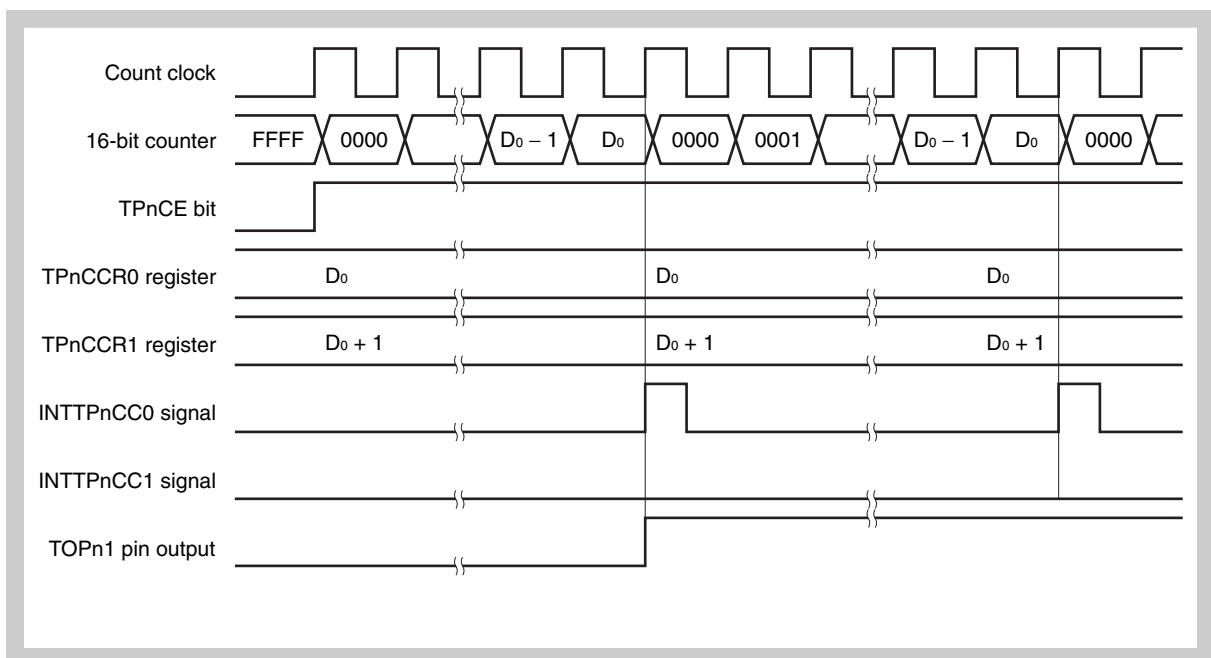 Count clock
16-bit counter FFFF 0000 D₀ − 1 D₀ 0000 0001 D₀ − 1 D₀ 0000
TPnCE bit
TPnCCR0 register D₀ D₀ D₀
TPnCCR1 register D₀ + 1 D₀ + 1 D₀ + 1
INTTPnCC0 signal
INTTPnCC1 signal
TOPn1 pin output